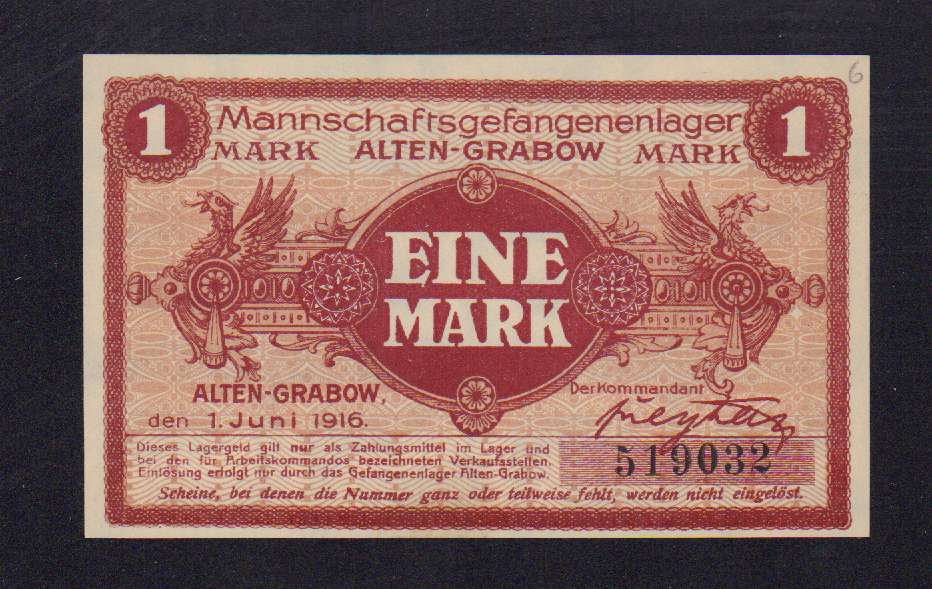 6
1 Mannschaftsgefangenenlager 1
MARK ALTEN-GRABOW MARK
EINE
MARK
ALTEN-GRABOW,
den 1. Juni 1916.
Der Kommandant
Dieses Lagergeld gilt nur als Zahlungsmittel im Lager und
bei den für Arbeitskommandos bezeichneten Verkaufsstellen.
Einlösung erfolgt nur durch das Gefangenenlager Alten-Grabow.
519032
Scheine, bei denen die Nummer ganz oder teilweise fehlt, werden nicht eingelöst.